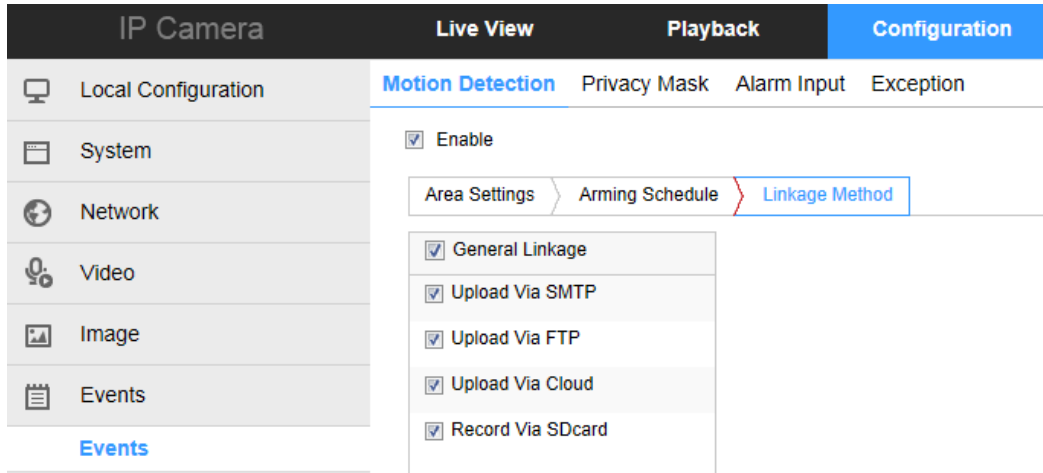 IP Camera Live View Playback Configuration
Local Configuration
System
Network
Video
Image
Events
Events
Motion Detection Privacy Mask Alarm Input Exception
Enable
Area Settings Arming Schedule Linkage Method
General Linkage
Upload Via SMTP
Upload Via FTP
Upload Via Cloud
Record Via SDcard